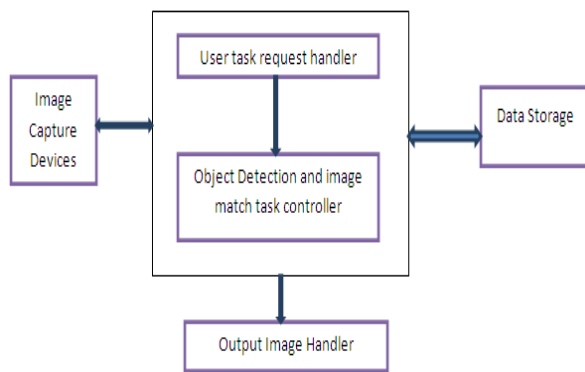 User task request handler
Image
Capture
Devices
Data Storage
Object Detection and image
match task controller
Output Image Handler